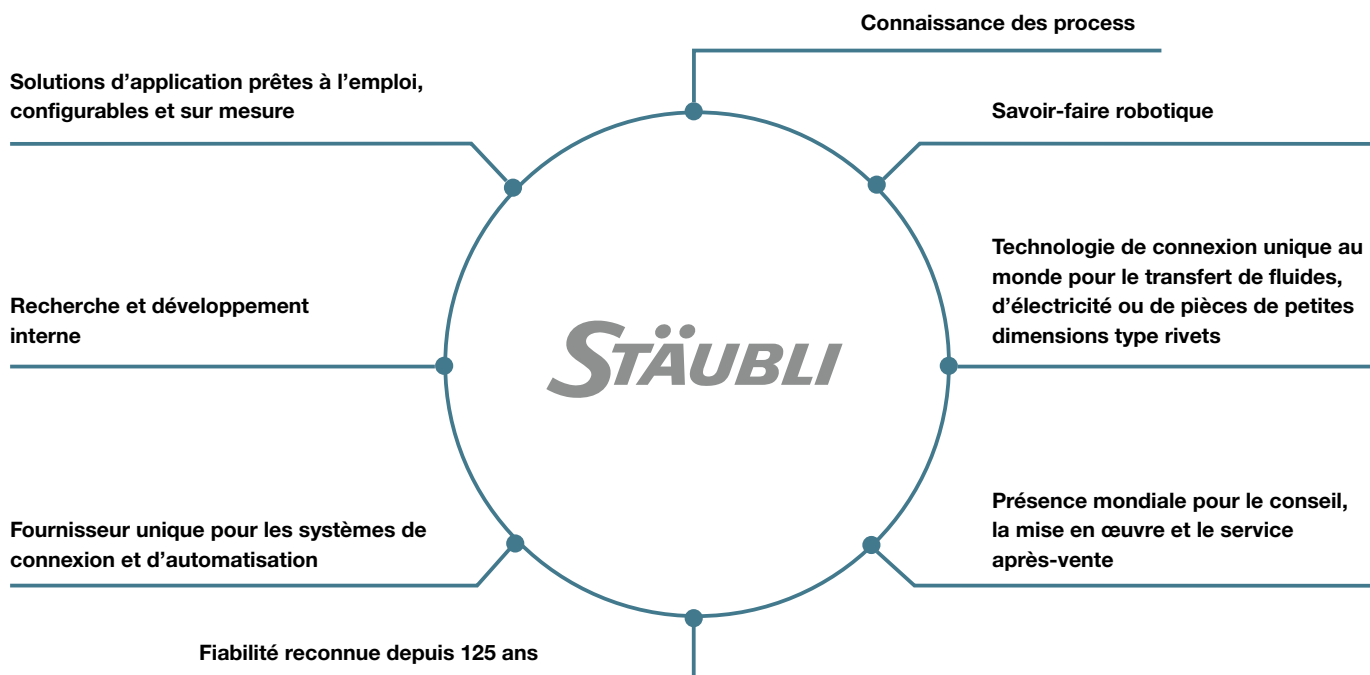 Connaissance des process
Solutions d’application prêtes à l’emploi,
configurables et sur mesure
Savoir-faire robotique
Technologie de connexion unique au
monde pour le transfert de fluides,
d’électricité ou de pièces de petites
dimensions type rivets
Recherche et développement
interne
STÄUBLI
Présence mondiale pour le conseil,
la mise en œuvre et le service
après-vente
Fournisseur unique pour les systèmes de
connexion et d’automatisation
Fiabilité reconnue depuis 125 ans